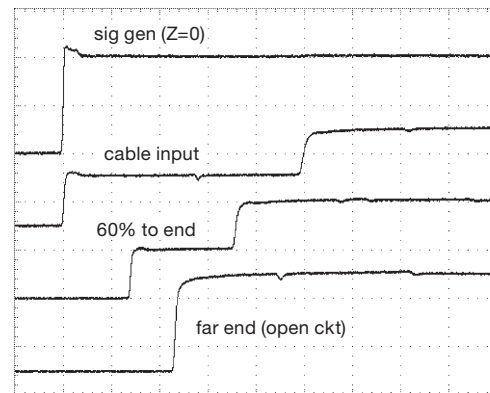 sig gen (Z=0)
cable input
60% to end
far end (open ckt)